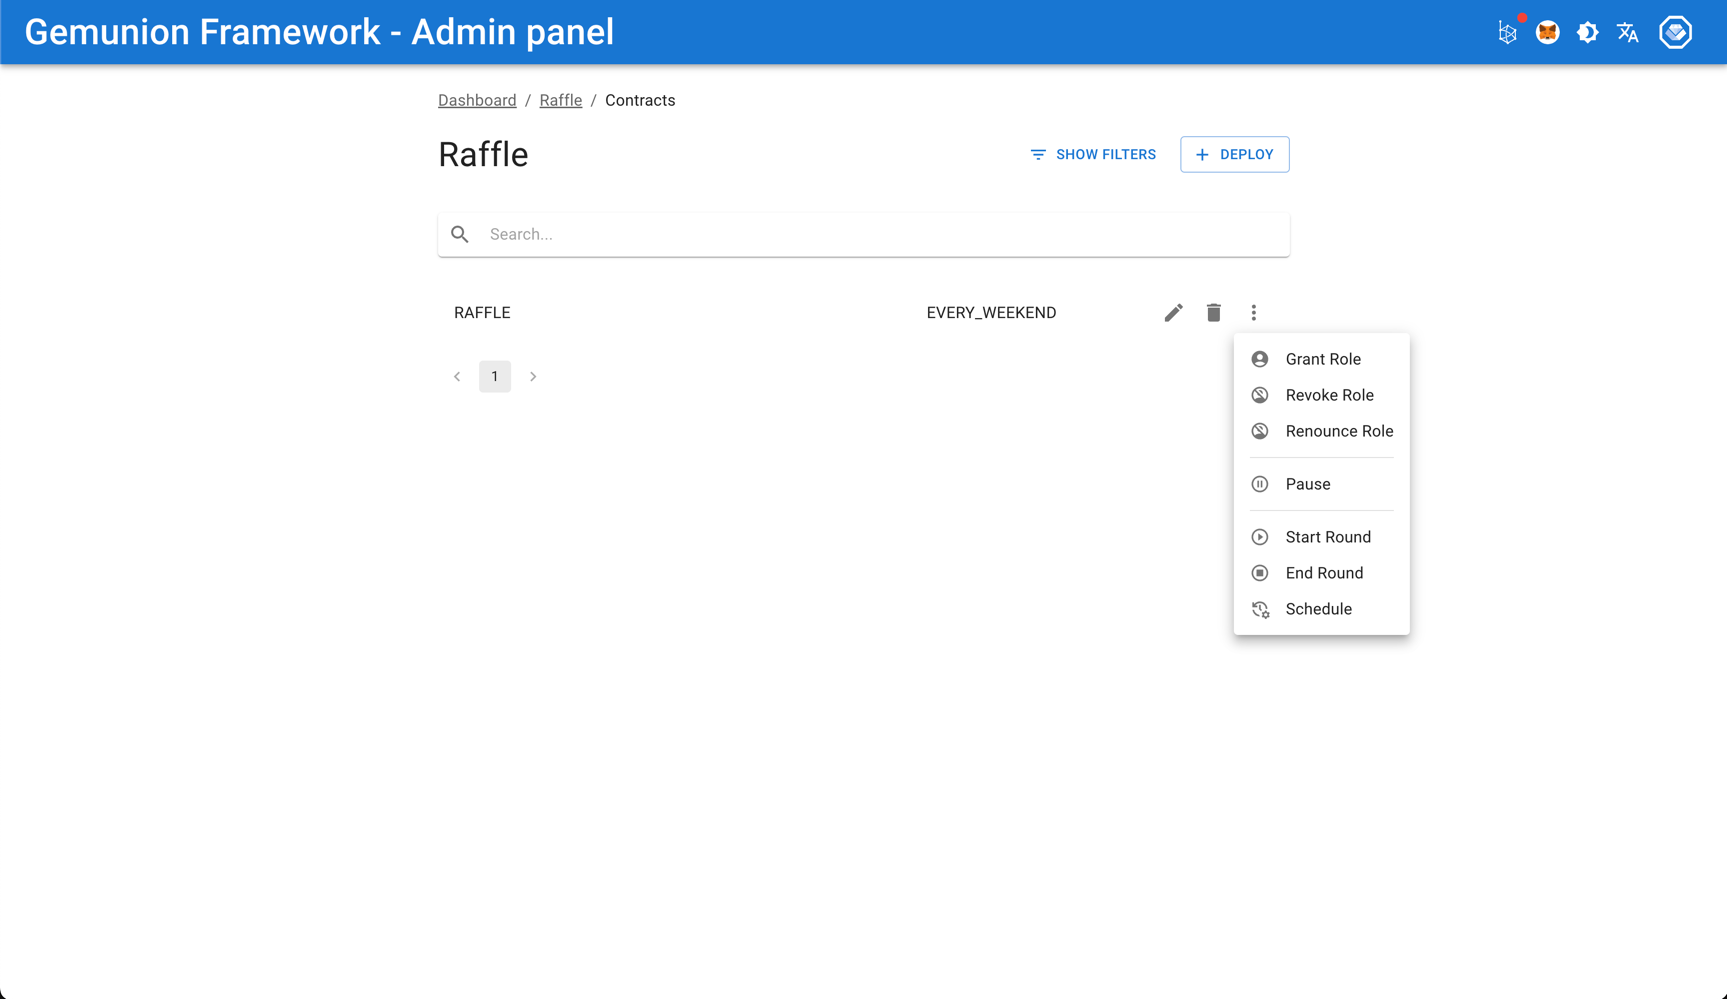 Gemunion Framework - Admin panel
Dashboard / Raffle / Contracts
Raffle
SHOW FILTERS
DEPLOY
Search...
RAFFLE EVERY_WEEKEND
Grant Role
1
Revoke Role
Renounce Role
Pause
Start Round
End Round
Schedule